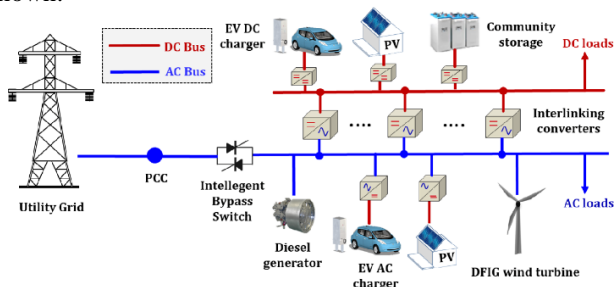 EV DC
charger
PV
Community
storage
DC loads
DC Bus
AC Bus
Interlinking
converters
PCC
Intellegent
Bypass
Switch
Utility Grid
Diesel
generator
EV AC
charger
PV
DFIG wind turbine
AC loads